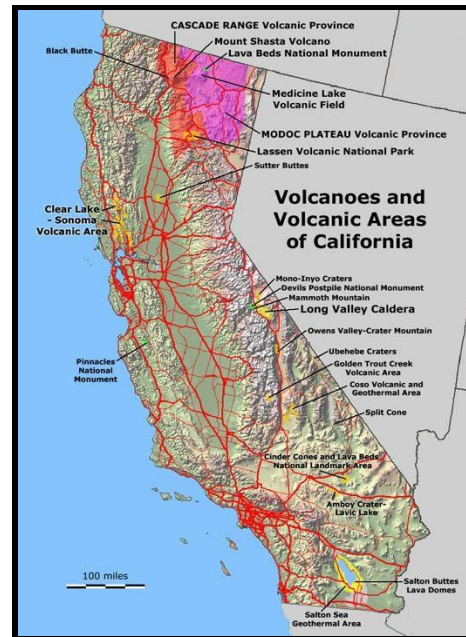 CASCADE RANGE Volcanic Province
Mount Shasta Volcano
Black Butte
Lava Beds National Monument
Medicine Lake
Volcanic Field
MODOC PLEATEAU Volcanic Province
Lassen Volcanic National Park
Sutter Buttes
Clear Lake
- Sonoma
Volcanic Area
Volcanoes and
Volcanic Areas
of California
Mono-Inyo Craters
Devils Postpile National Monument
Mammoth Mountain
Long Valley Caldera
Owens Valley-Crater Mountain
Ubehebe Craters
Golden Trout Creek
Volcanic Area
Pinnacles
National
Monument
Coso Volcanic and
Geothermal Area
Split Cone
Cinder Cones and Lava Beds
National Landmark Area
Amboy Crater-
Lavic Lake
100 miles
Salton Buttes
Lava Domes
Salton Sea
Geothermal Area